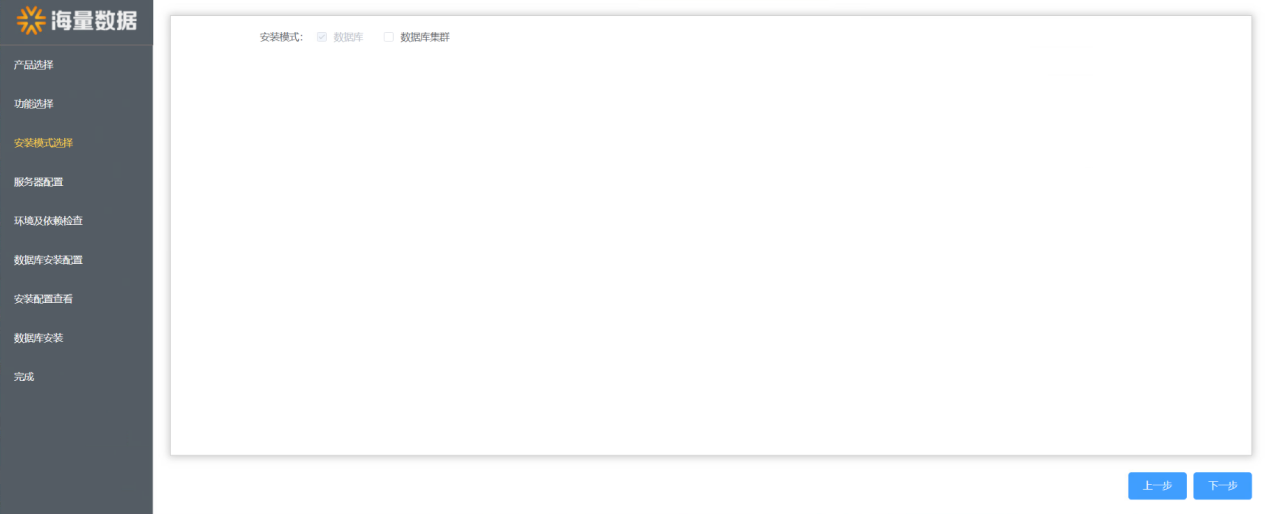 海量数据
产品选择
功能选择
安装模式选择
服务器配置
环境及依赖检查
数据库安装配置
安装配置查看
数据库安装
完成
安装模式: 数据库 数据库集群
上一步 下一步